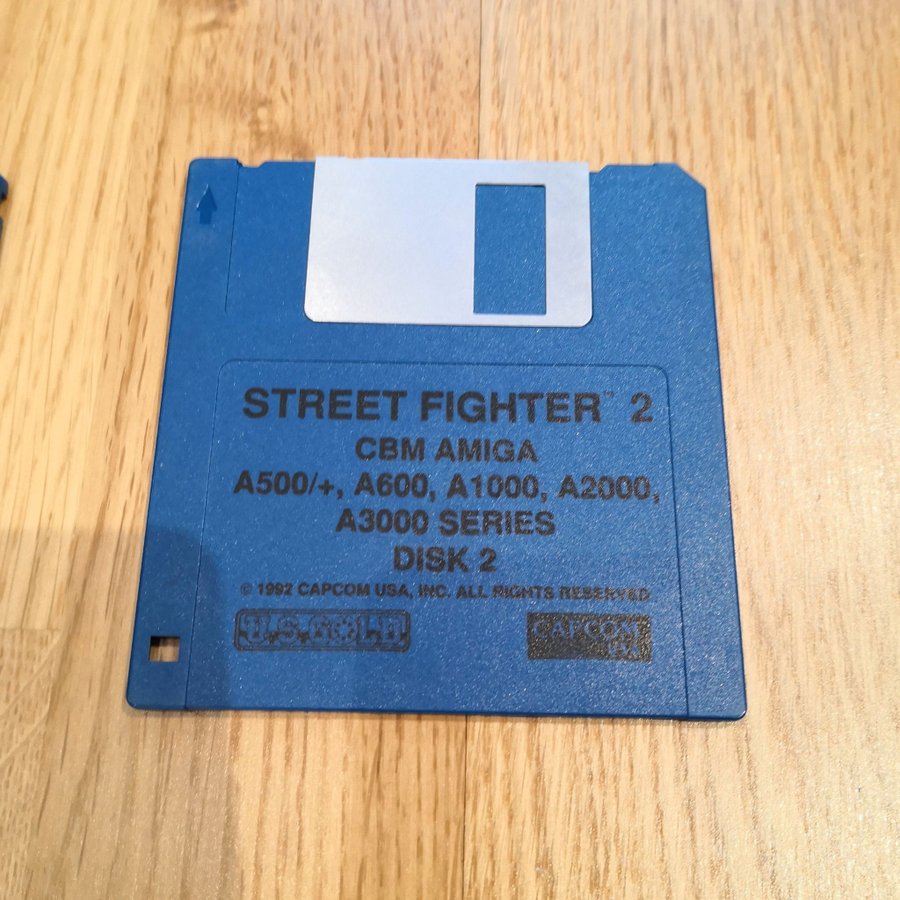 STREET FIGHTER™ 2
CBM AMIGA
A500/+, A600, A1000, A2000,
A3000 SERIES
DISK 2
© 1992 CAPCOM USA, INC. ALL RIGHTS RESERVED
U.S. GOLD
CAPCOM
USA